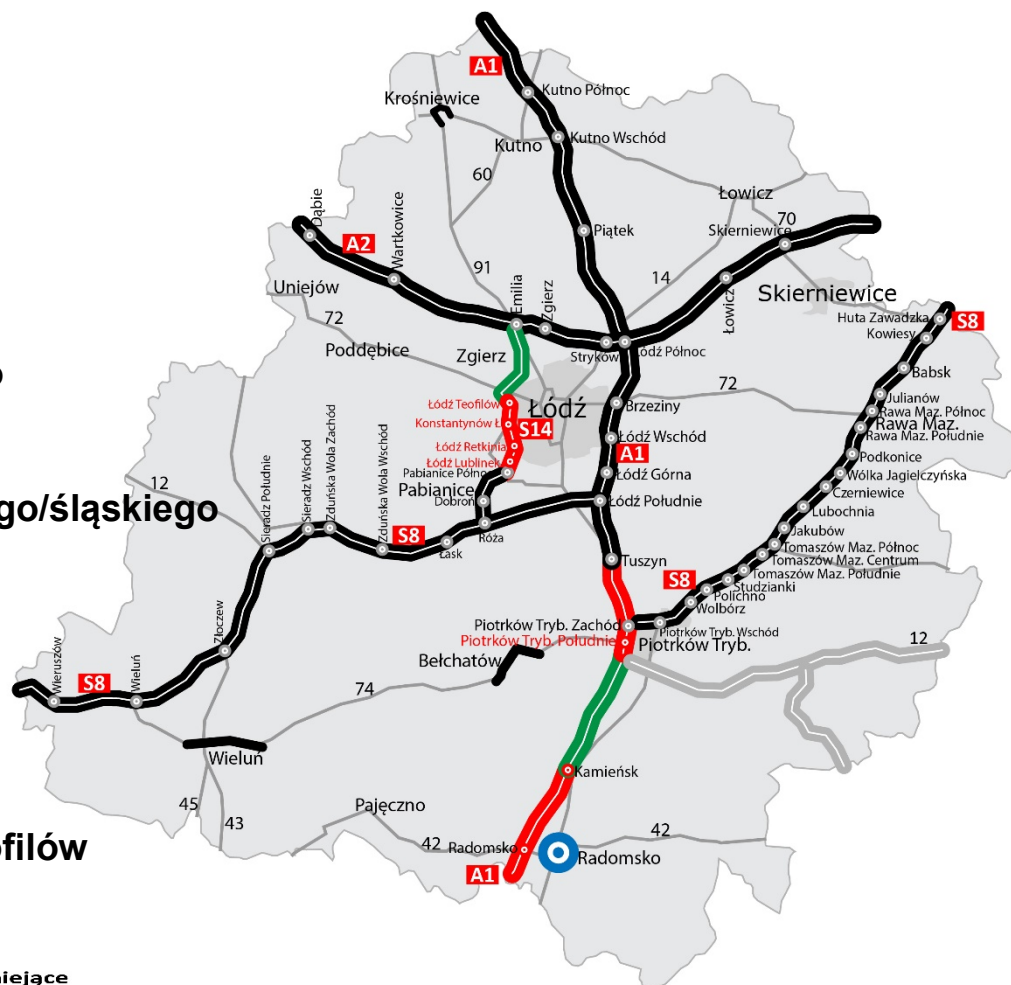 A1
Kutno Północ
Krośniewice
Kutno Wschód
Kutno
60
Łowicz
Dąbie
Wartkowice
70
Skierniewice
A2
Piątek
91
14
Uniejów
Emilia
Zgierz
Łowicz
Skierniewice
72
Huta Zawadzka
S8
Kowiesy
Poddębice
Zgierz
Stryków
Łódź Północ
Babsk
o
72
Julianów
Łódź Teofilów
Łódź
Brzeziny
Rawa Maz. Północ
Konstantynów Ł
S14
Rawa Maz.
Rawa Maz. Południe
Łódź Wschód
Łódź Retkinia
A1
Podkonice
Łódź Lublinek
Pabianice Północ
Łódź Górna
Wólka Jagielczyńska
12
Sieradz Południe
Sieradz Wschód
Zduńska Wola Zachód
Zduńska Wola Wschód
Pabianice
Czerniewice
Dobroń
Łódź Południe
Lubochnia
go/śląskiego
S8
Łask
Róża
Jakubów
Tomaszów Maz. Północ
Tomaszów Maz. Centrum
Tuszyn
Tomaszów Maz. Południe
S8
Studzianki
Polichno
Wolbórz
Złoczew
Piotrków Tryb. Zachód
Piotrków Tryb. Wschód
Piotrków Tryb. Południe
Piotrków Tryb.
12
Bełchatów
Wieruszów
S8
Wieluń
74
Wieluń
Kamieńsk
45
43
Pajęczno
ofilów
42
Radomsko
42
Radomsko
A1
niejące